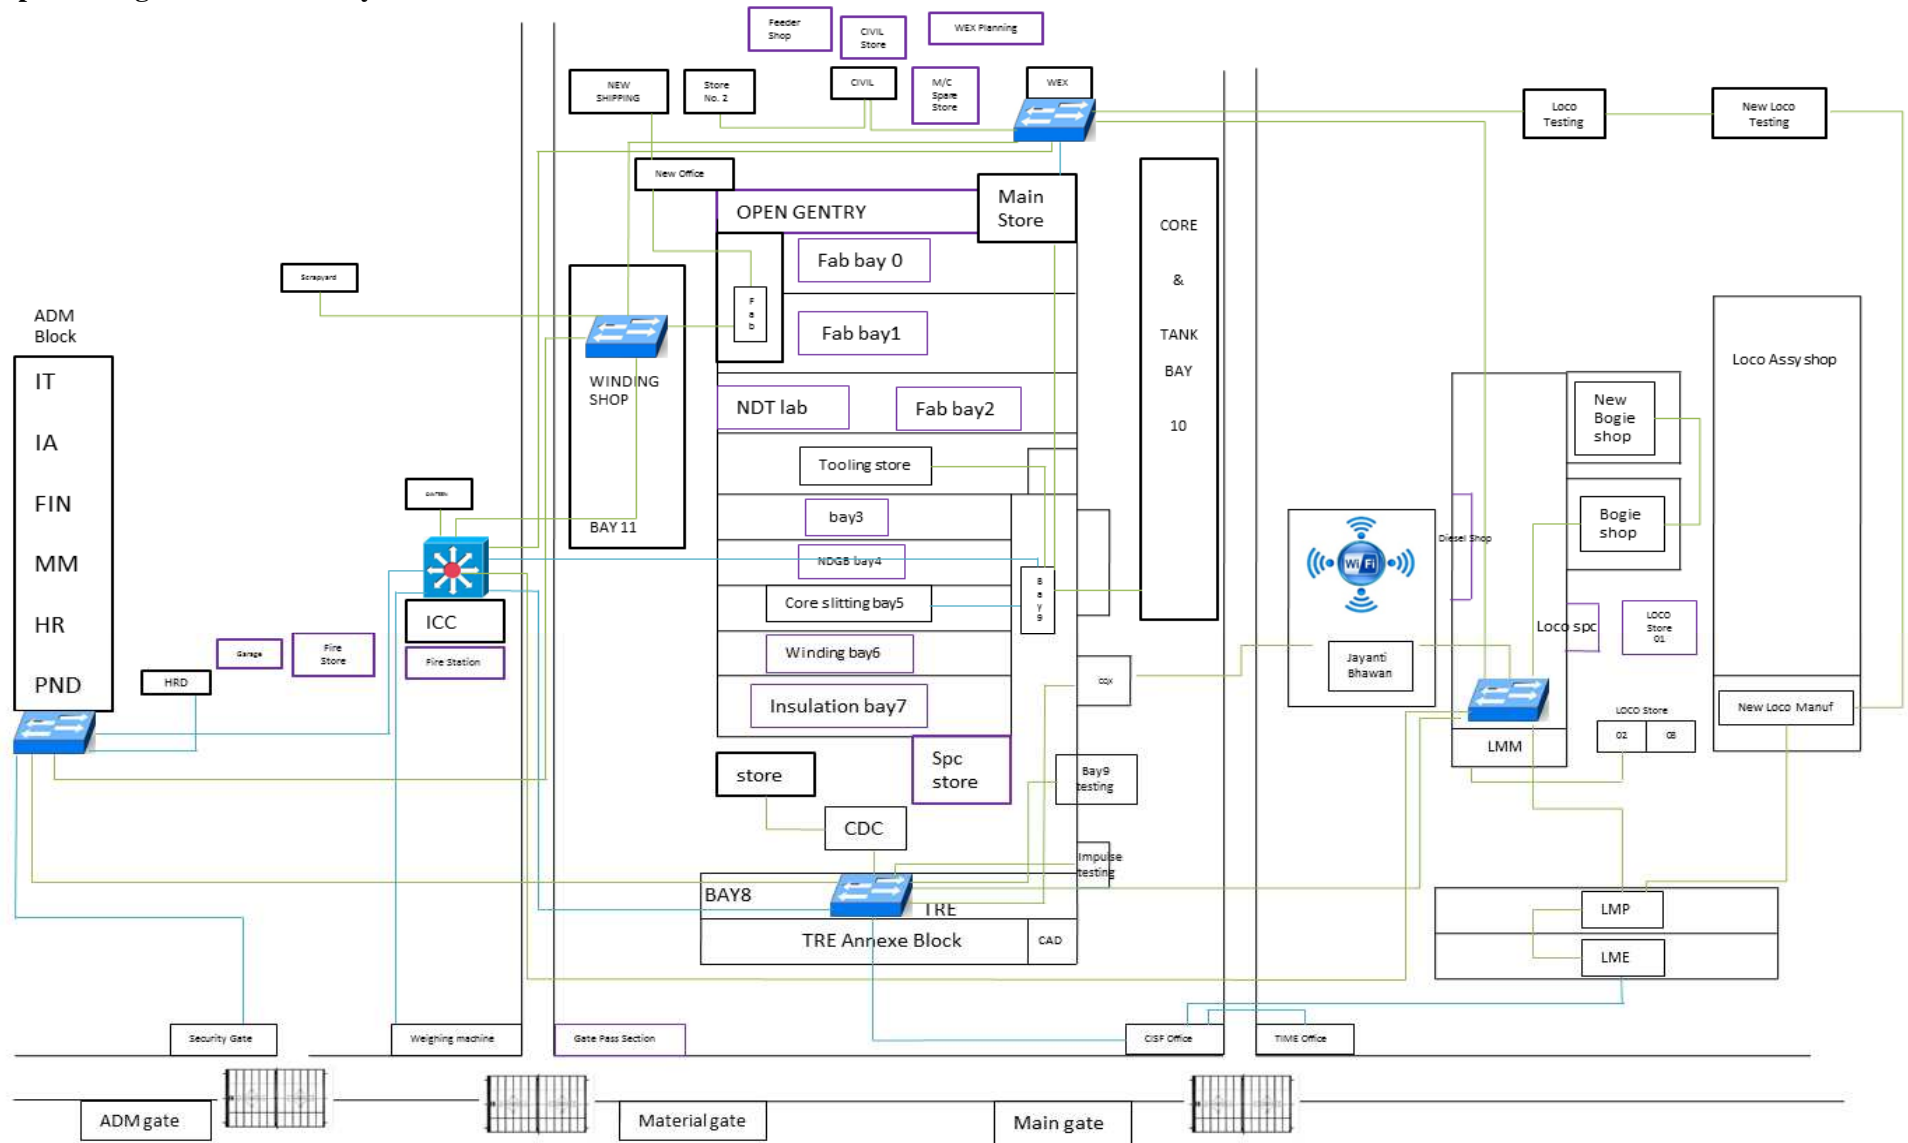 Feeder
Shop
CIVIL
Store
WEX Planning
NEW
SHIPPING
Store
No. 2
CIVIL
M/C
Spare
Store
WEX
Loco
Testing
New Loco
Testing
New Office
OPEN GENTRY
Main
Store
CORE
&
TANK
BAY
10
Scrapyard
Fab bay 0
Fab
Fab bay1
ADM
Block
IT
IA
FIN
MM
HR
PND
WINDING
SHOP
BAY 11
NDT lab
Fab bay2
Tooling store
bay3
NDGB bay4
Core slitting bay5
Bay9
Winding bay6
Insulation bay7
Loco Assy shop
New
Bogie
shop
Bogie
shop
Diesel Shop
WiFi
Jayanti
Bhawan
Loco spc
LOCO
Store
01
ICC
Fire Station
Garage
Fire
Store
HRD
CQX
New Loco Manuf
LOCO Store
02
03
LMM
store
Spc
store
Bay9
testing
CDC
Impulse
testing
BAY8
TRE
TRE Annexe Block
CAD
LMP
LME
Security Gate
Weighing machine
Gate Pass Section
CISF Office
TIME Office
ADM gate
Material gate
Main gate